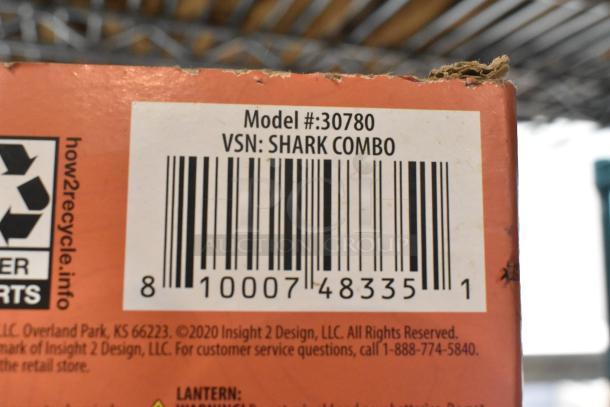 Model #:30780
VSN: SHARK COMBO
8 10007 48335 1
how2recycle.info
LLC. Overland Park, KS 66223. ©2020 Insight 2 Design, LLC. All Rights Reserved.
mark of Insight 2 Design, LLC. For customer service questions, call 1-888-774-5840.
the retail store.
LANTERN:
AUCTION GROUP